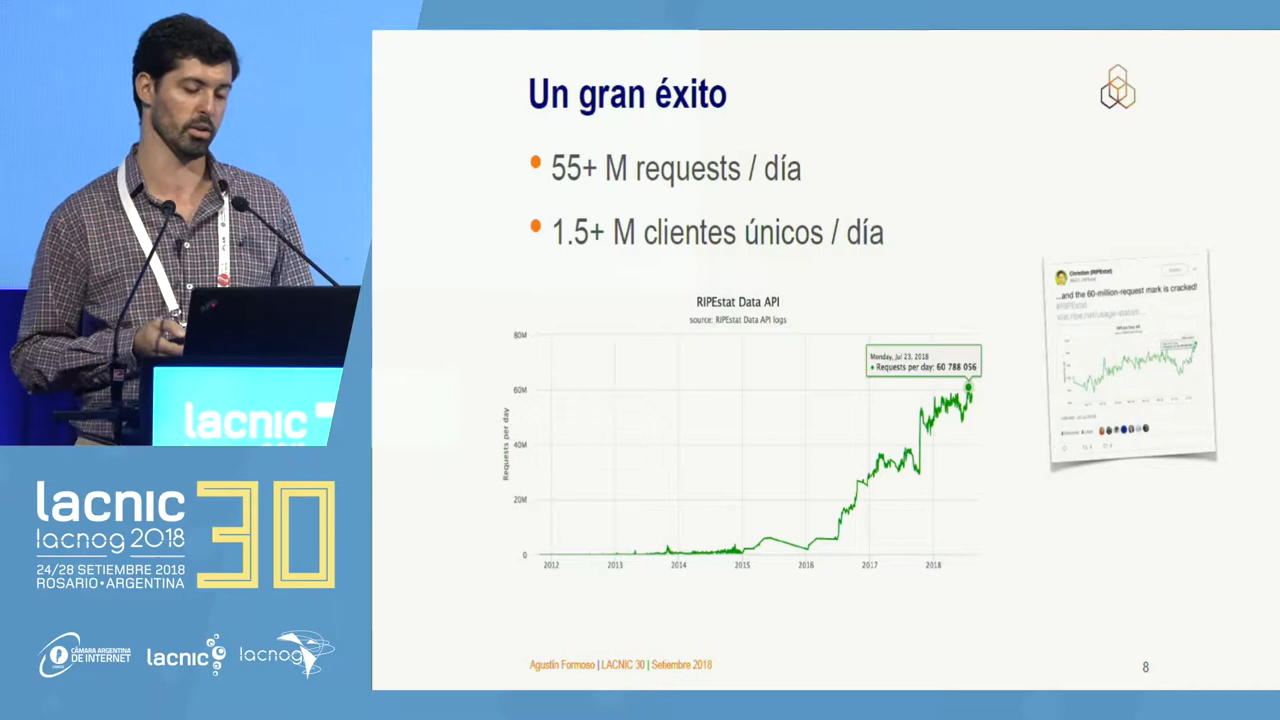 Un gran éxito
• 55+ M requests / día
• 1.5+ M clientes únicos / día
RIPEstat Data API
source: RIPEstat Data API logs
80M
60M
40M
20M
0
Requests per day
2012 2013 2014 2015 2016 2017 2018
Monday, Jul 23, 2018
Requests per day: 60 788 056
Christian (RIPEstat)
...and the 60-million-request mark is cracked!
Agustín Formoso | LACNIC 30 | Setiembre 2018
8
lacnic
lacnic 30
lacnog 2018
24/28 SETIEMBRE 2018
ROSARIO•ARGENTINA
CÁMARA ARGENTINA
DE INTERNET
lacnic
lacnog